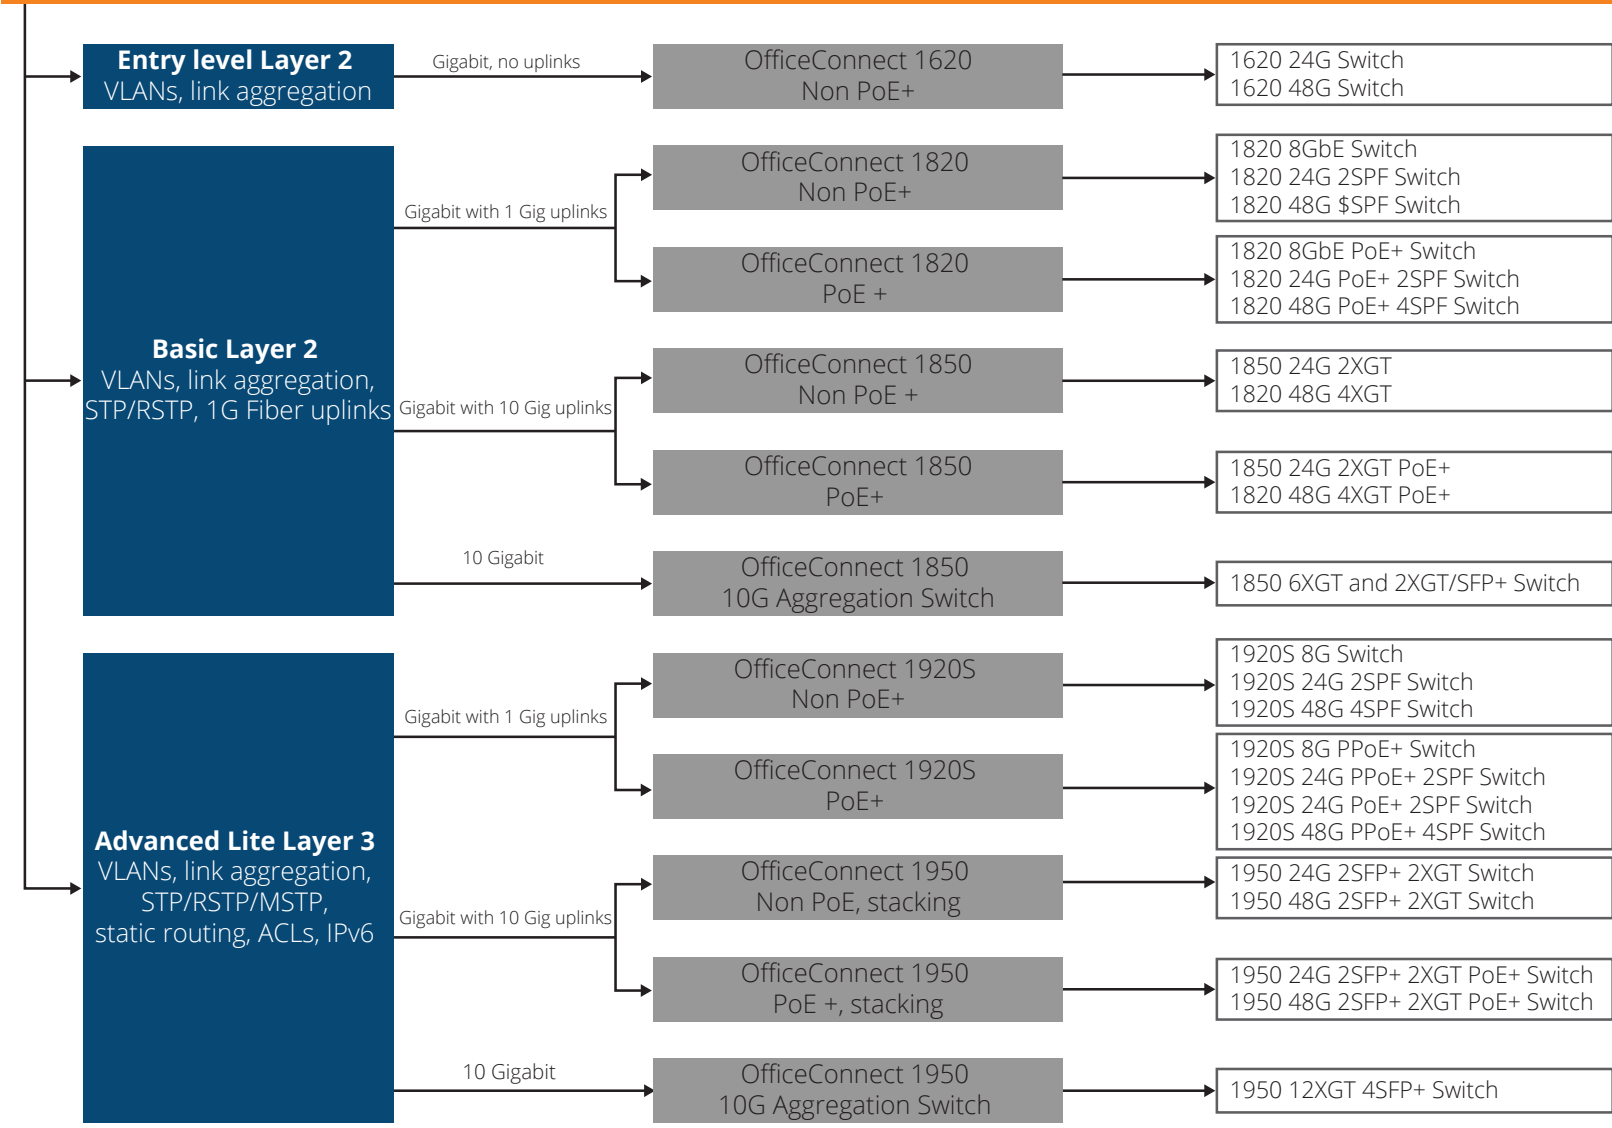 Entry level Layer 2
VLANs, link aggregation
Gigabit, no uplinks
OfficeConnect 1620
Non PoE+
1620 24G Switch
1620 48G Switch
Basic Layer 2
VLANs, link aggregation,
STP/RSTP, 1G Fiber uplinks
Gigabit with 1 Gig uplinks
OfficeConnect 1820
Non PoE+
1820 8GbE Switch
1820 24G 2SPF Switch
1820 48G $SPF Switch
OfficeConnect 1820
PoE +
1820 8GbE PoE+ Switch
1820 24G PoE+ 2SPF Switch
1820 48G PoE+ 4SPF Switch
Gigabit with 10 Gig uplinks
OfficeConnect 1850
Non PoE +
1850 24G 2XGT
1820 48G 4XGT
OfficeConnect 1850
PoE+
1850 24G 2XGT PoE+
1820 48G 4XGT PoE+
10 Gigabit
OfficeConnect 1850
10G Aggregation Switch
1850 6XGT and 2XGT/SFP+ Switch
Advanced Lite Layer 3
VLANs, link aggregation,
STP/RSTP/MSTP,
static routing, ACLs, IPv6
Gigabit with 1 Gig uplinks
OfficeConnect 1920S
Non PoE+
1920S 8G Switch
1920S 24G 2SPF Switch
1920S 48G 4SPF Switch
OfficeConnect 1920S
PoE+
1920S 8G PPoE+ Switch
1920S 24G PPoE+ 2SPF Switch
1920S 24G PoE+ 2SPF Switch
1920S 48G PPoE+ 4SPF Switch
Gigabit with 10 Gig uplinks
OfficeConnect 1950
Non PoE, stacking
1950 24G 2SFP+ 2XGT Switch
1950 48G 2SFP+ 2XGT Switch
OfficeConnect 1950
PoE +, stacking
1950 24G 2SFP+ 2XGT PoE+ Switch
1950 48G 2SFP+ 2XGT PoE+ Switch
10 Gigabit
OfficeConnect 1950
10G Aggregation Switch
1950 12XGT 4SFP+ Switch